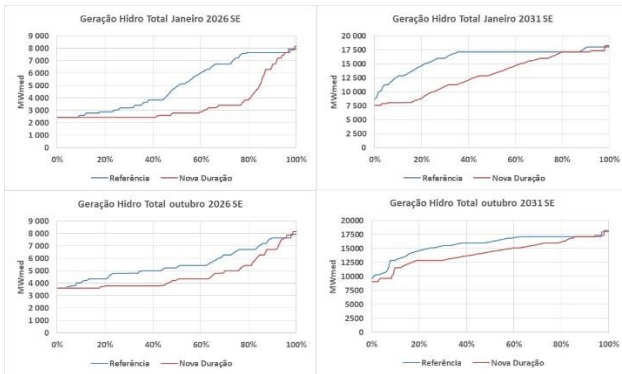 Geração Hidro Total Janeiro 2026 SE
MWmed
9 000
8 000
7 000
6 000
5 000
4 000
3 000
2 000
1 000
0
0% 20% 40% 60% 80% 100%
Referência Nova Duração
Geração Hidro Total Janeiro 2031 SE
MWmed
20 000
17 500
15 000
12 500
10 000
7 500
5 000
2 500
0
0% 20% 40% 60% 80% 100%
Referência Nova Duração
Geração Hidro Total outubro 2026 SE
MWmed
9 000
8 000
7 000
6 000
5 000
4 000
3 000
2 000
1 000
0
0% 20% 40% 60% 80% 100%
Referência Nova Duração
Geração Hidro Total outubro 2031 SE
MWmed
20000
17500
15000
12500
10000
7500
5000
2500
0
0% 20% 40% 60% 80% 100%
Referência Nova Duração